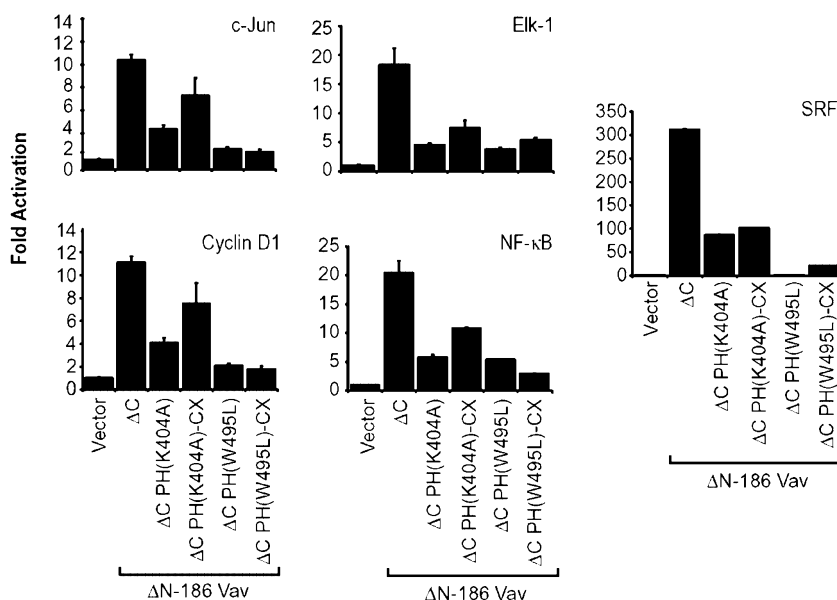 Fold Activation
c-Jun
14
12
10
8
6
4
2
0
Elk-1
25
20
15
10
5
0
SRF
350
300
250
200
150
100
50
0
Cyclin D1
14
12
10
8
6
4
2
0
NF-κB
25
20
15
10
5
0
Vector
ΔC
ΔC PH(K404A)
ΔC PH(K404A)-CX
ΔC PH(W495L)
ΔC PH(W495L)-CX
ΔN-186 Vav
Vector
ΔC
ΔC PH(K404A)
ΔC PH(K404A)-CX
ΔC PH(W495L)
ΔC PH(W495L)-CX
ΔN-186 Vav
Vector
ΔC
ΔC PH(K404A)
ΔC PH(K404A)-CX
ΔC PH(W495L)
ΔC PH(W495L)-CX
ΔN-186 Vav